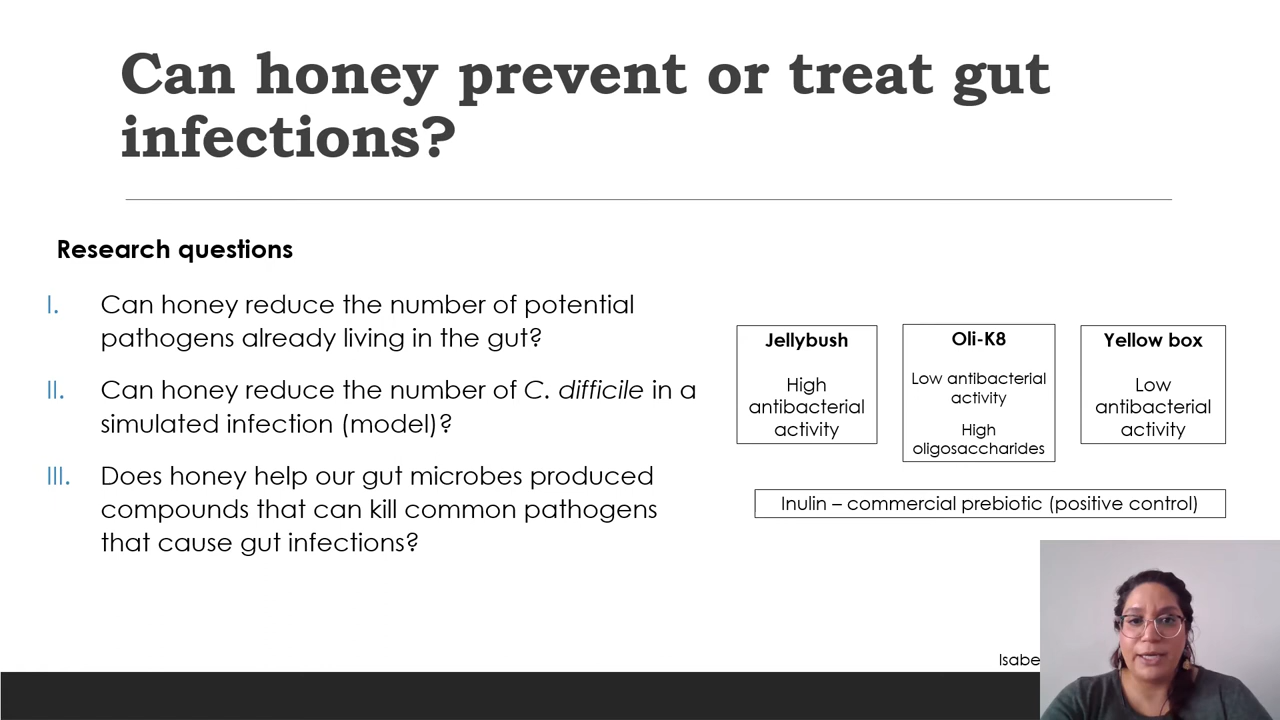 Can honey prevent or treat gut
infections?
Research questions
I. Can honey reduce the number of potential
pathogens already living in the gut?
II. Can honey reduce the number of C. difficile in a
simulated infection (model)?
III. Does honey help our gut microbes produced
compounds that can kill common pathogens
that cause gut infections?
Jellybush
High
antibacterial
activity
Oli-K8
Low antibacterial
activity
High
oligosaccharides
Yellow box
Low
antibacterial
activity
Inulin – commercial prebiotic (positive control)